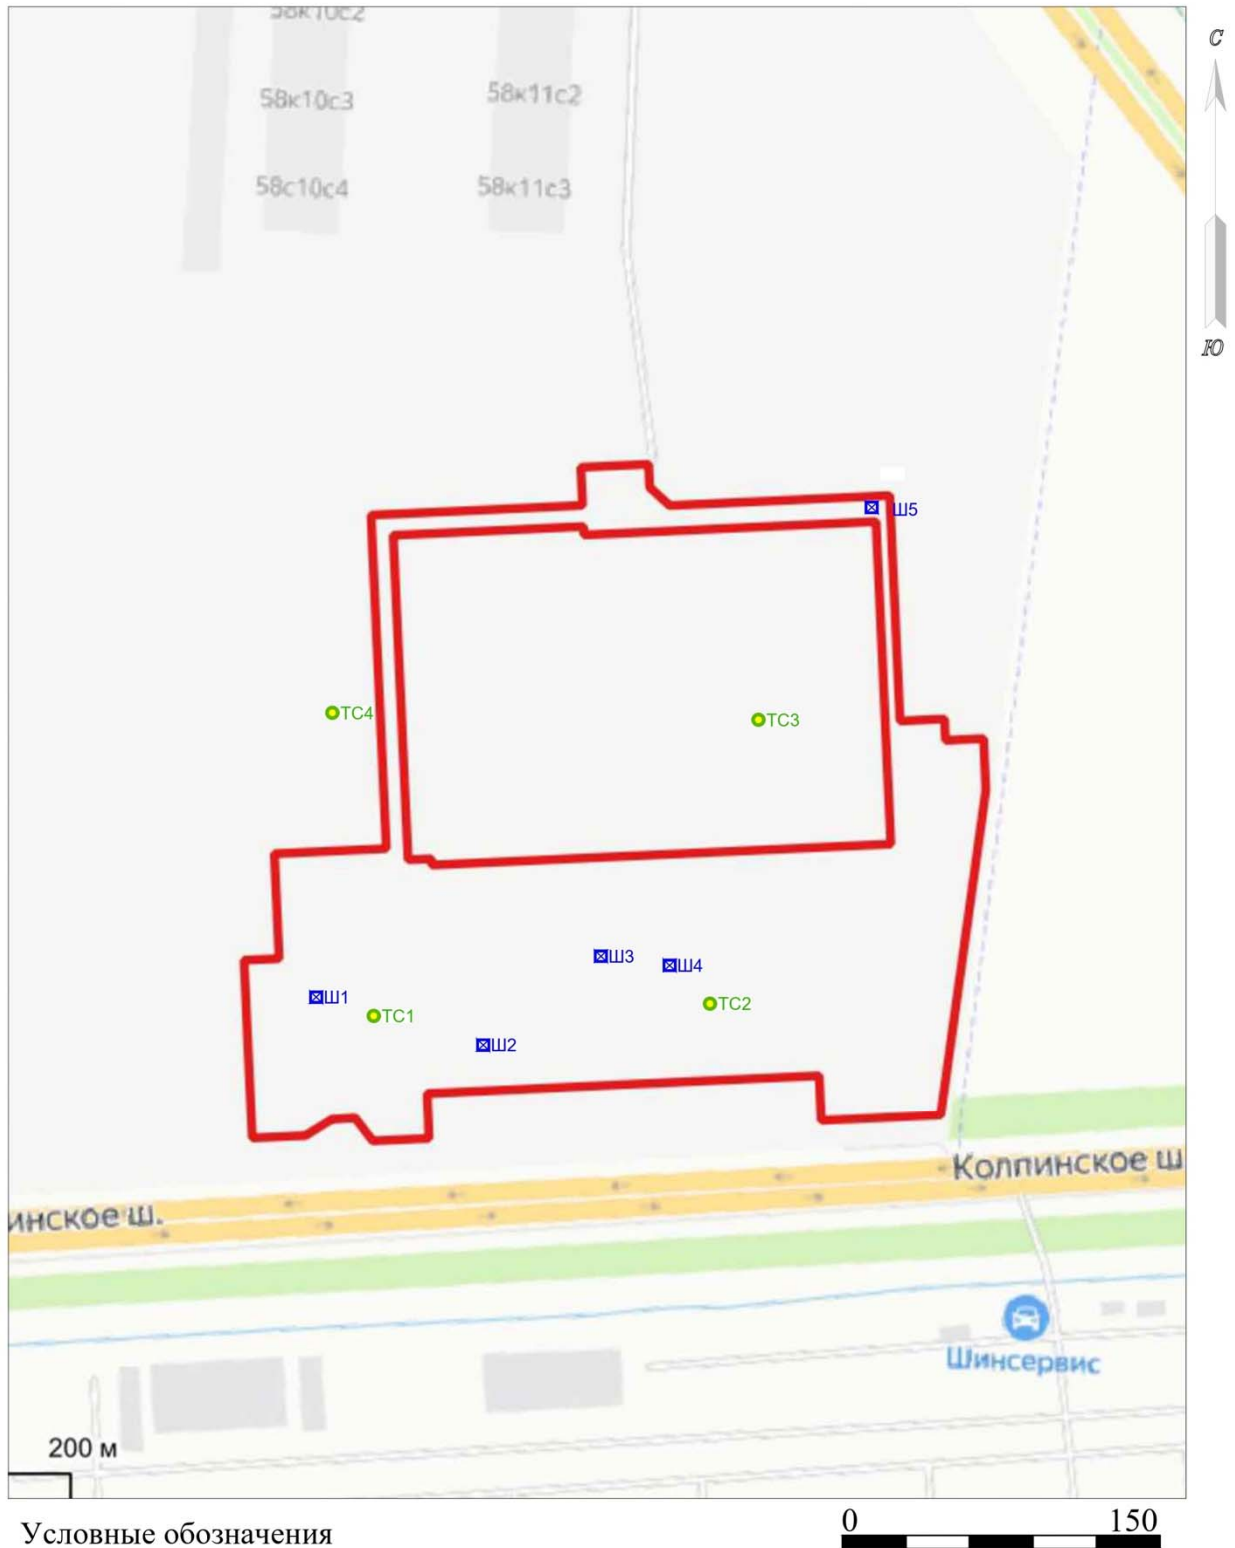 58к10с2
С
58к10с3
58к11с2
58с10с4
58к11с3
Ю
Ш5
ТС4
ТС3
Ш3
Ш4
Ш1
ТС2
ТС1
Ш2
Колпинское ш
инское ш.
Шинсервис
200 м
0 150
Условные обозначения